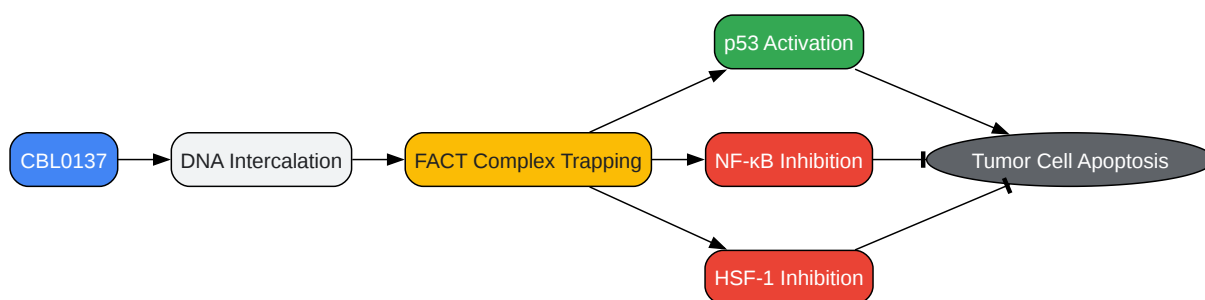 p53 Activation
CBL0137
DNA Intercalation
FACT Complex Trapping
NF-κB Inhibition
Tumor Cell Apoptosis
HSF-1 Inhibition